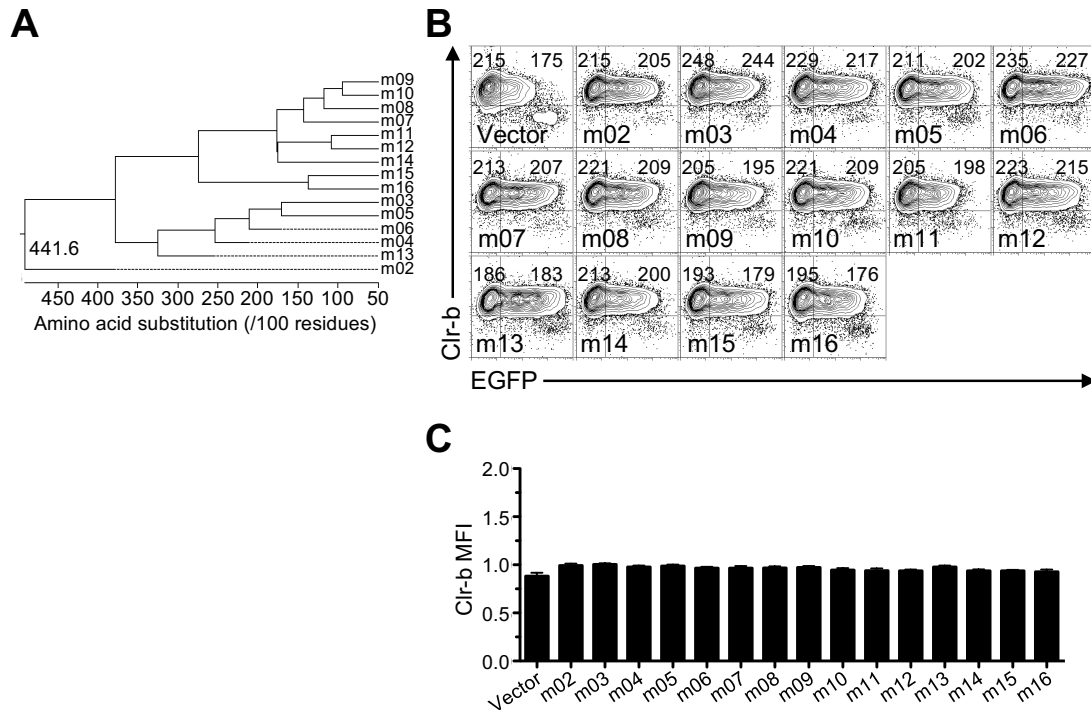 A
m09
m10
m08
m07
m11
m12
m14
m15
m16
m03
m05
m06
m04
m13
m02
441.6
450 400 350 300 250 200 150 100 50
Amino acid substitution (/100 residues)
B
Clr-b
215 175
Vector
215 205
m02
248 244
m03
229 217
m04
211 202
m05
235 227
m06
213 207
m07
221 209
m08
205 195
m09
221 209
m10
205 198
m11
223 215
m12
186 183
m13
213 200
m14
193 179
m15
195 176
m16
EGFP
C
Clr-b MFI
2.0
1.5
1.0
0.5
0.0
Vector m02 m03 m04 m05 m06 m07 m08 m09 m10 m11 m12 m13 m14 m15 m16